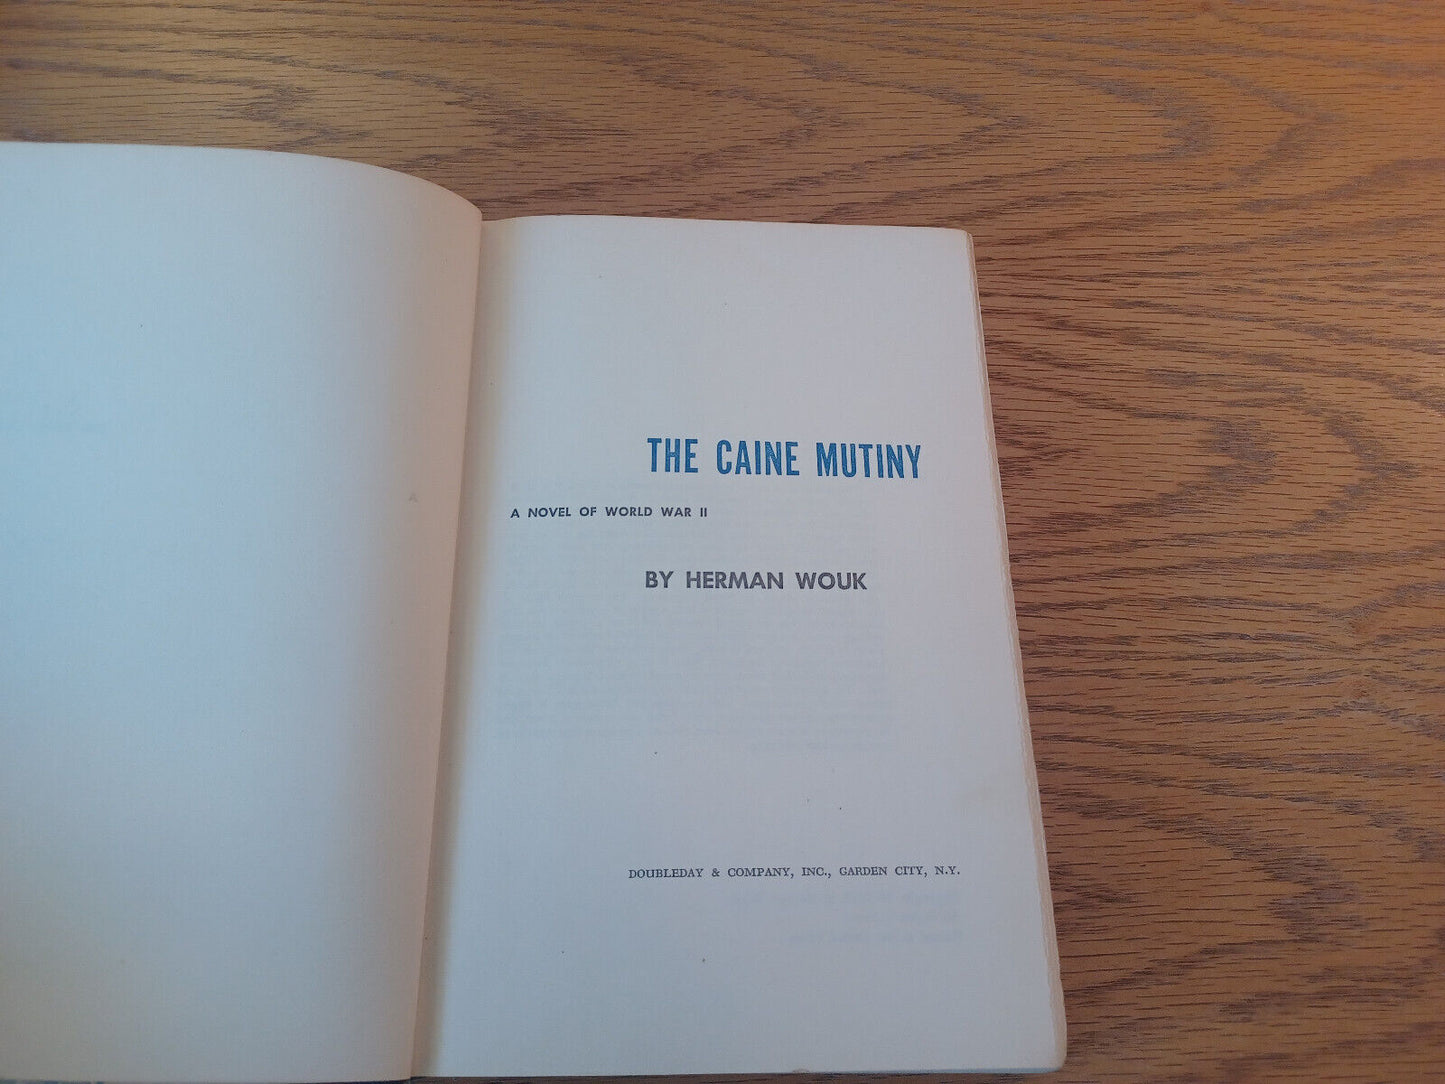 THE CAINE MUTINY
A NOVEL OF WORLD WAR II
BY HERMAN WOUK
DOUBLEDAY & COMPANY, INC., GARDEN CITY, N.Y.